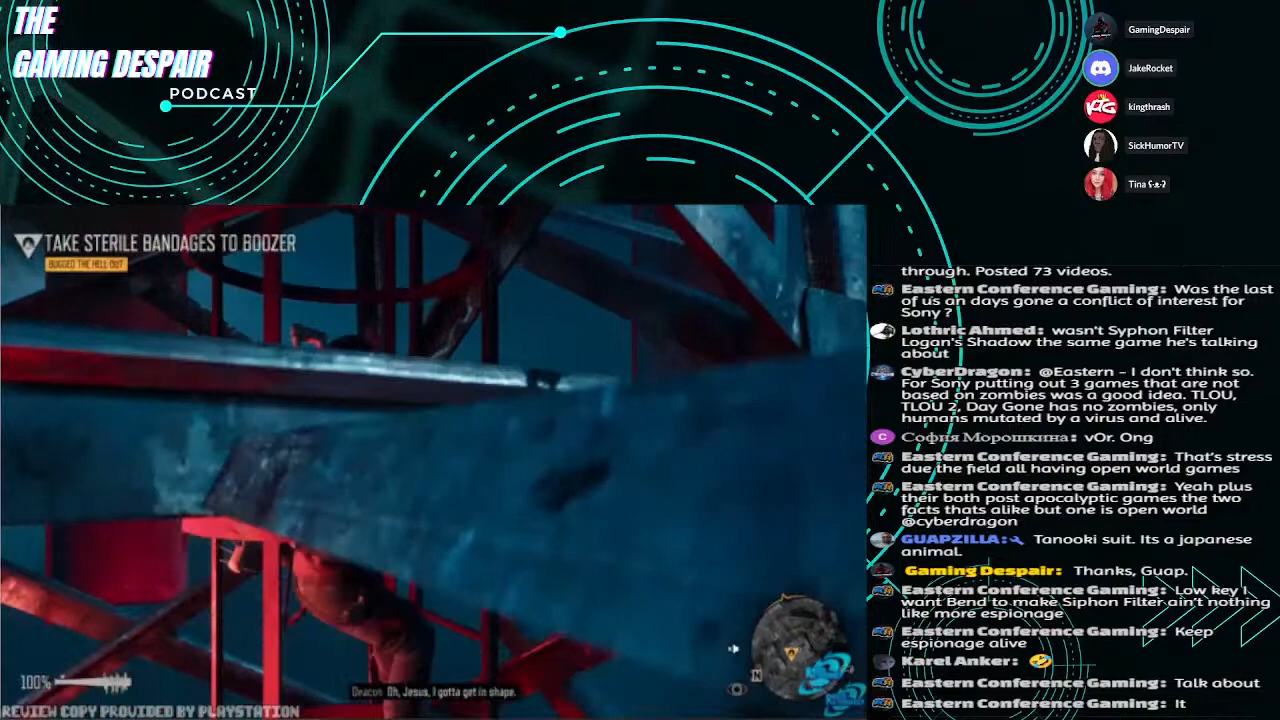 THE
GAMING DESPAIR
PODCAST
GamingDespair
JakeRocket
kingthrash
SickHumorTV
Tina ʕ•ᴥ•ʔ
TAKE STERILE BANDAGES TO BOOZER
BUGGED THE HELL OUT
through. Posted 73 videos.
Eastern Conference Gaming: Was the last
of us an days gone a conflict of interest for
Sony ?
Lothric Ahmed: wasn't Syphon Filter
Logan's Shadow the same game he's talking
about
CyberDragon: @Eastern - I don't think so.
For Sony putting out 3 games that are not
based on zombies was a good idea. TLOU,
TLOU 2, Day Gone has no zombies, only
humans mutated by a virus and alive.
C София Морошкина: vOr. Ong
Eastern Conference Gaming: That's stress
due the field all having open world games
Eastern Conference Gaming: Yeah plus
their both post apocalyptic games the two
facts thats alike but one is open world
@cyberdragon
GUAPZILLA: Tanooki suit. Its a japanese
animal.
Gaming Despair: Thanks, Guap.
Eastern Conference Gaming: Low key I
want Bend to make Siphon Filter ain't nothing
like more espionage
Eastern Conference Gaming: Keep
espionage alive
Karel Anker: 🤣
Eastern Conference Gaming: Talk about
Eastern Conference Gaming: It
100%
N
Deacon: Oh, Jesus, I gotta get in shape.
REVIEW COPY PROVIDED BY PLAYSTATION